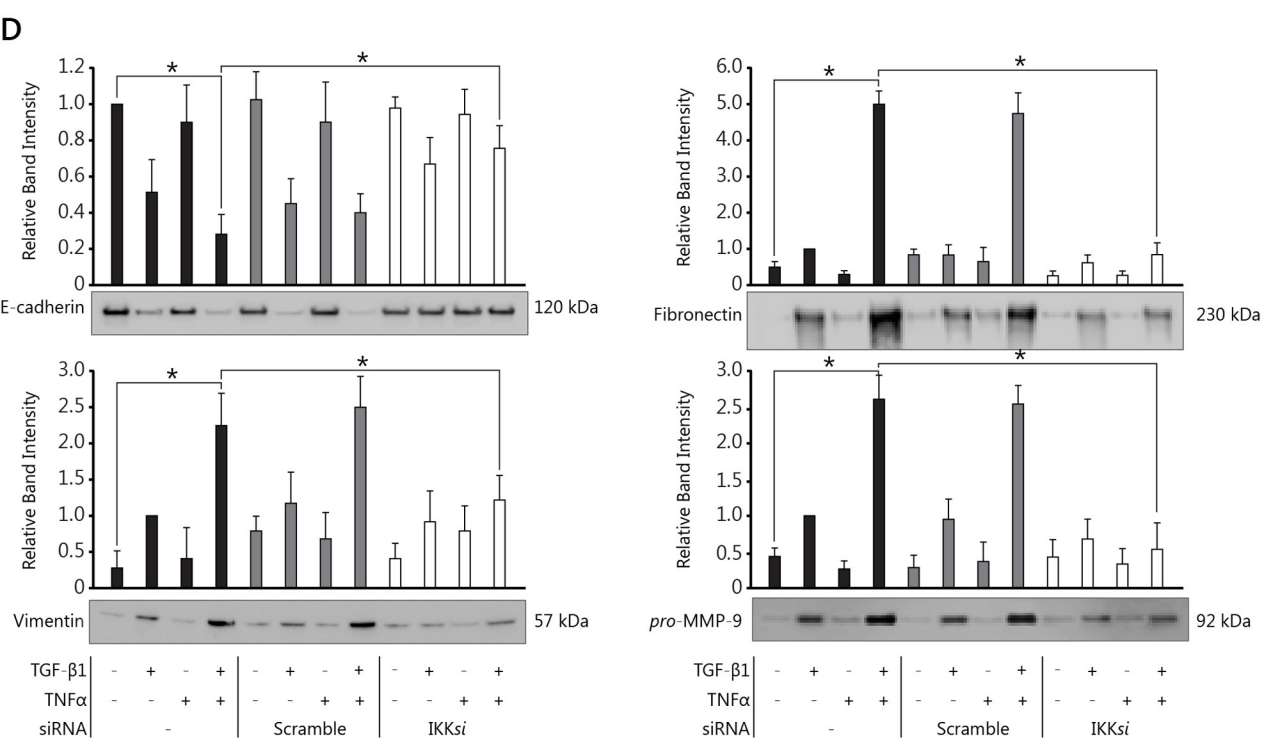 D
* *
1.2
1.0
0.8
0.6
0.4
0.2
0
Relative Band Intensity
E-cadherin 120 kDa
* *
6.0
5.0
4.0
3.0
2.0
1.0
0
Relative Band Intensity
Fibronectin 230 kDa
* *
3.0
2.5
2.0
1.5
1.0
0.5
0
Relative Band Intensity
Vimentin 57 kDa
* *
3.0
2.5
2.0
1.5
1.0
0.5
0
Relative Band Intensity
pro-MMP-9 92 kDa
TGF-β1 - + - + - + - + - + - +
TNFα - - + + - - + + - - + +
siRNA - Scramble IKKsi
TGF-β1 - + - + - + - + - + - +
TNFα - - + + - - + + - - + +
siRNA - Scramble IKKsi